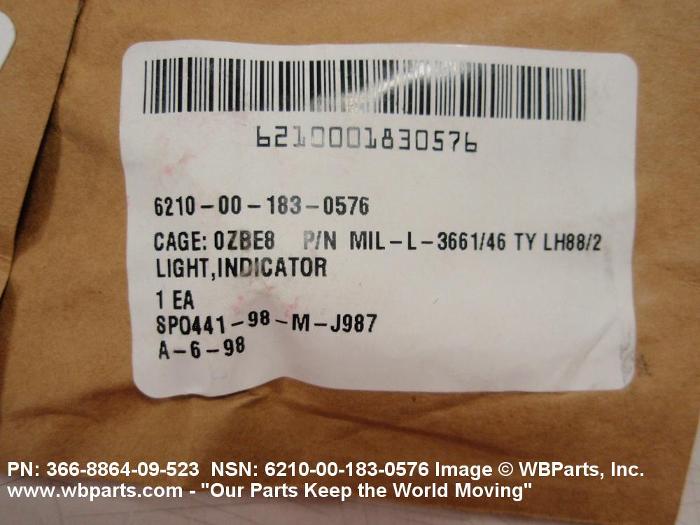 6210001830576
6210-00-183-0576
CAGE: 0ZBE8 P/N MIL-L-3661/46 TY LH88/2
LIGHT,INDICATOR
1 EA
SPO441-98-M-J987
A-6-98
PN: 366-8864-09-523 NSN: 6210-00-183-0576 Image © WBParts, Inc.
www.wbparts.com - "Our Parts Keep the World Moving"